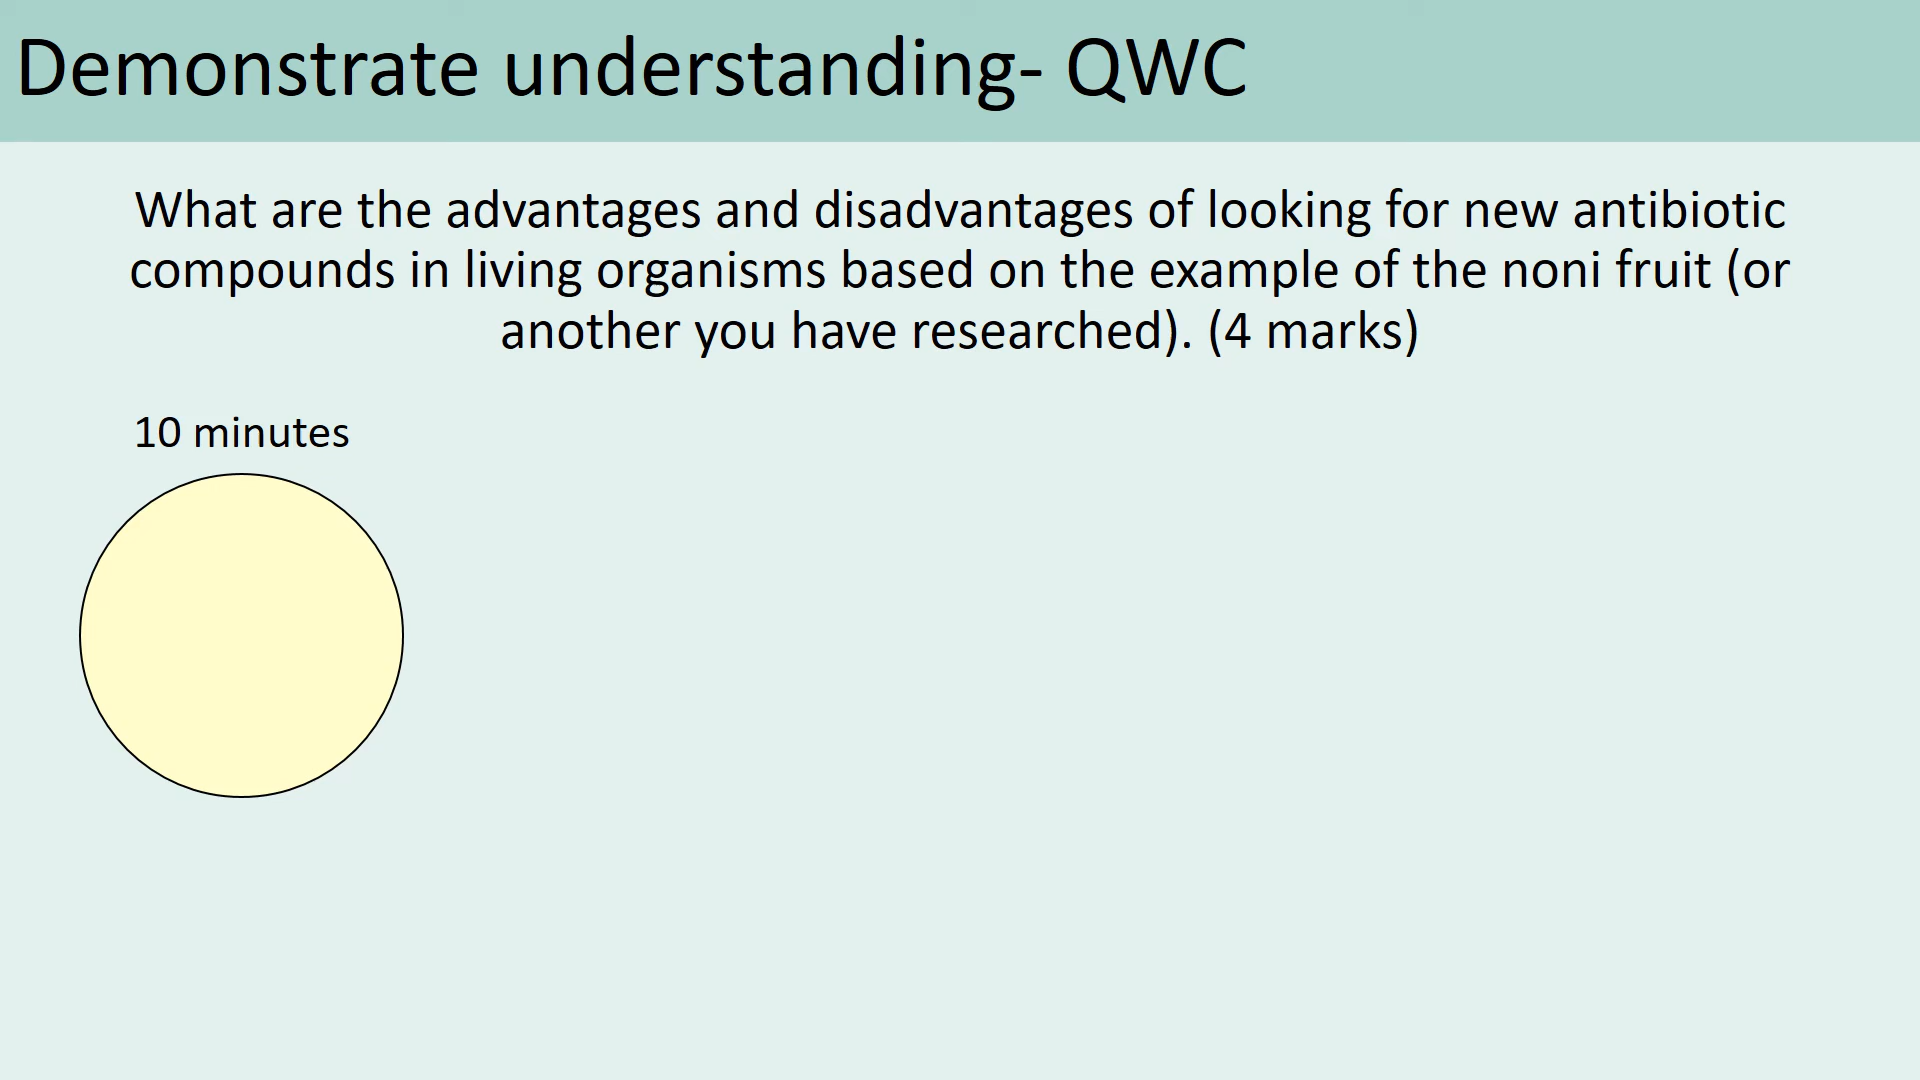 Demonstrate understanding- QWC
What are the advantages and disadvantages of looking for new antibiotic
compounds in living organisms based on the example of the noni fruit (or
another you have researched). (4 marks)
10 minutes